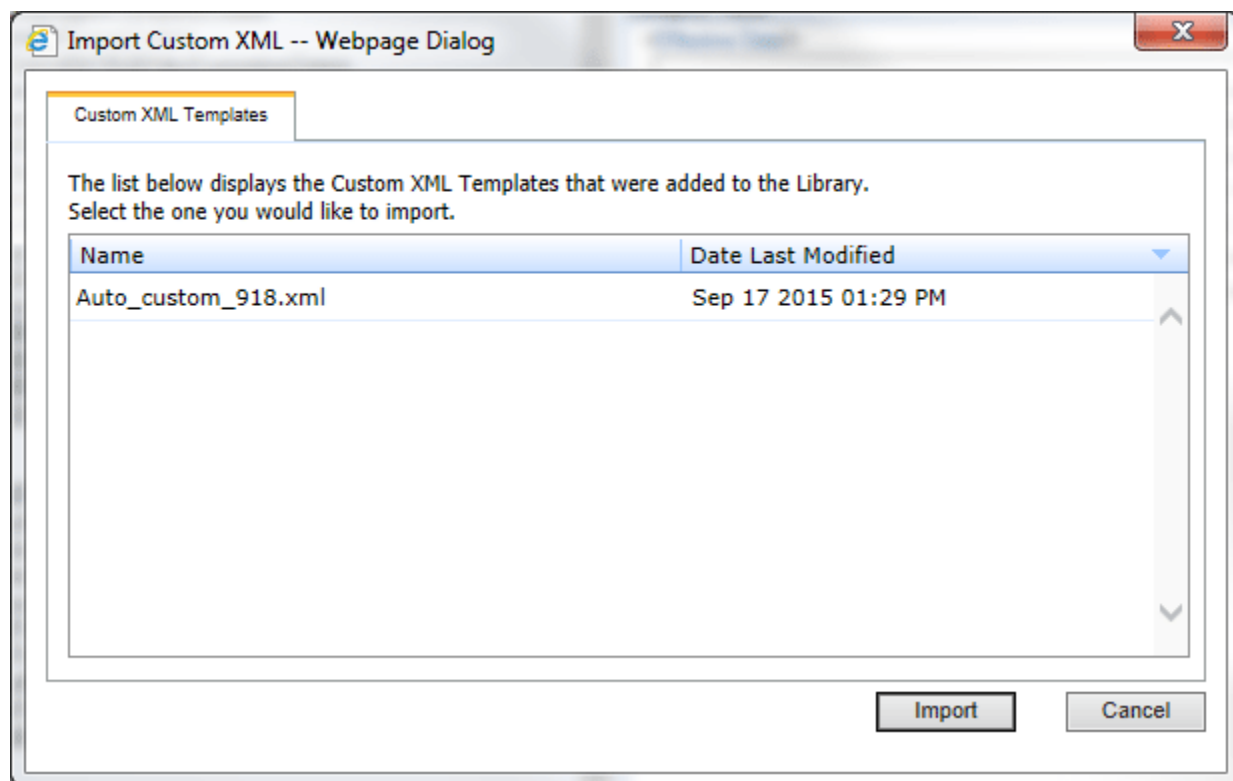 Import Custom XML -- Webpage Dialog
Custom XML Templates
The list below displays the Custom XML Templates that were added to the Library.
Select the one you would like to import.
Name Date Last Modified
Auto_custom_918.xml Sep 17 2015 01:29 PM
Import Cancel